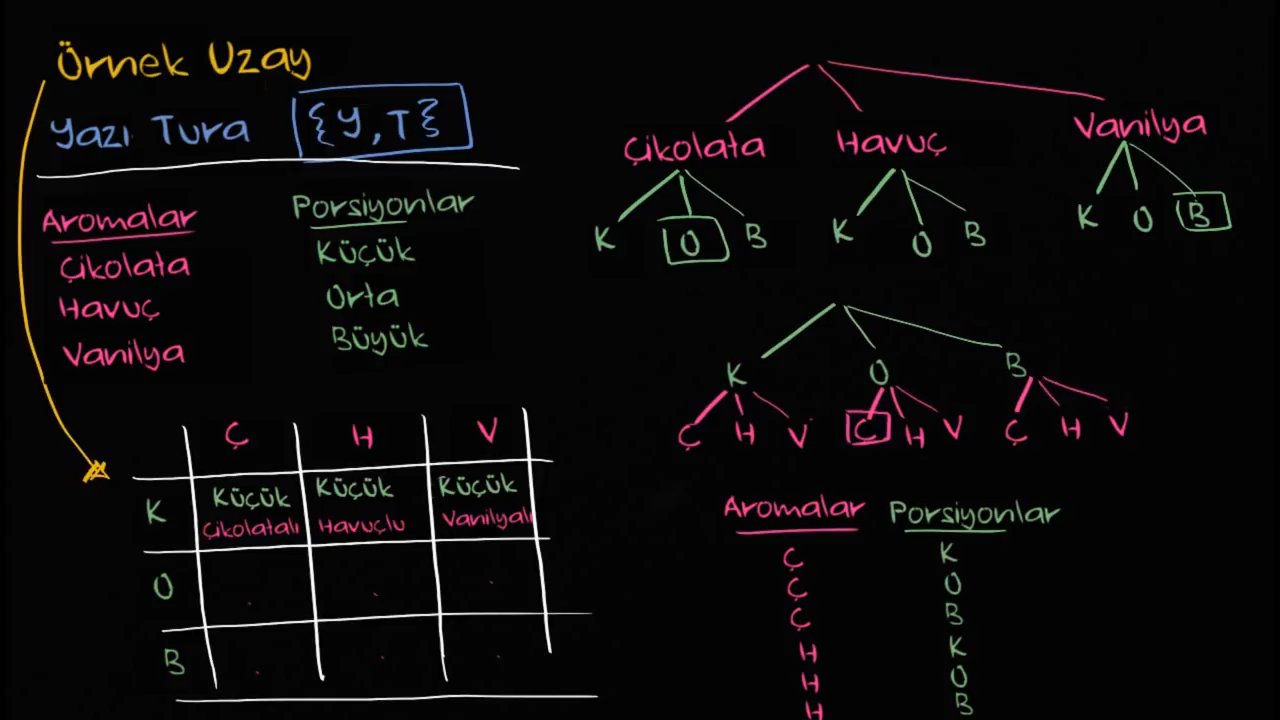 Örnek Uzay
Yazı Tura {Y,T}
Aromalar Porsiyonlar
Çikolata Küçük
Havuç Orta
Vanilya Büyük
Ç H V
K Küçük Çikolatalı Küçük Havuçlu Küçük Vanilyalı
O
B
Çikolata Havuç Vanilya
K O B K O B K O B
K O B
Ç H V Ç H V Ç H V
Aromalar Porsiyonlar
Ç K
Ç O
Ç B
H K
H O
H B